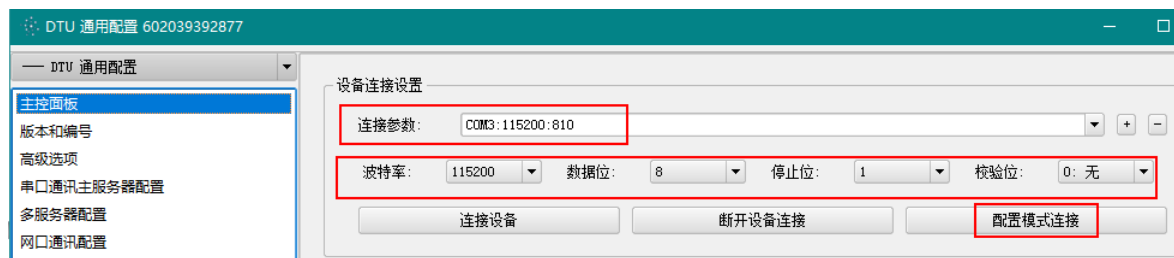 DTU 通用配置 602039392877
── DTU 通用配置
主控面板
版本和编号
高级选项
串口通讯主服务器配置
多服务器配置
网口通讯配置
设备连接设置
连接参数: COM3:115200:810
波特率: 115200 数据位: 8 停止位: 1 校验位: 0: 无
连接设备 断开设备连接 配置模式连接